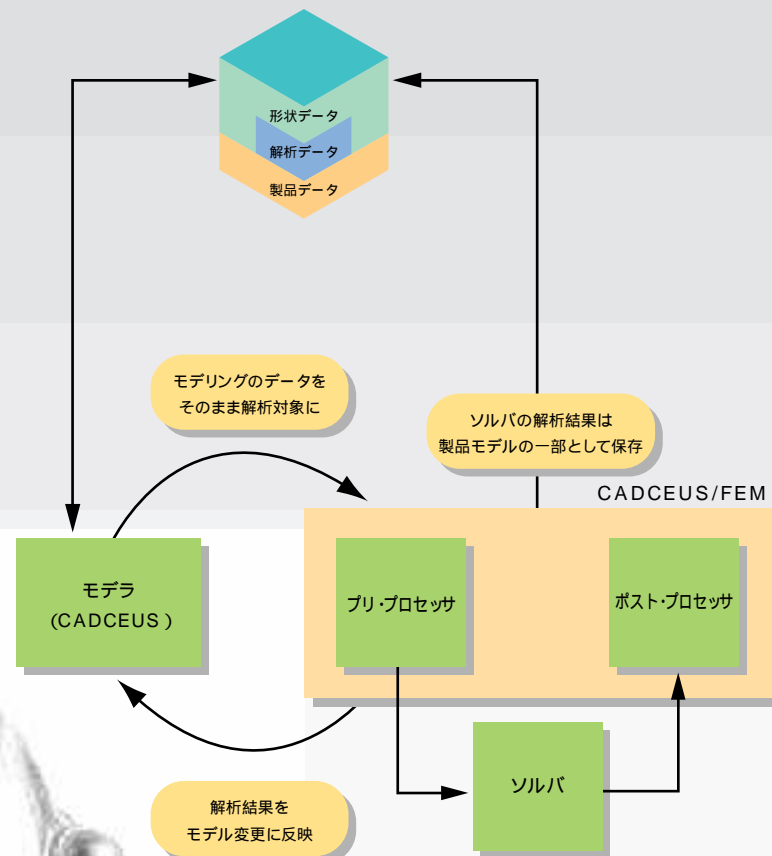 形状データ
解析データ
製品データ
モデリングのデータを
そのまま解析対象に
ソルバの解析結果は
製品モデルの一部として保存
CADCEUS/FEM
モデラ
(CADCEUS)
プリ・プロセッサ
ポスト・プロセッサ
ソルバ
解析結果を
モデル変更に反映